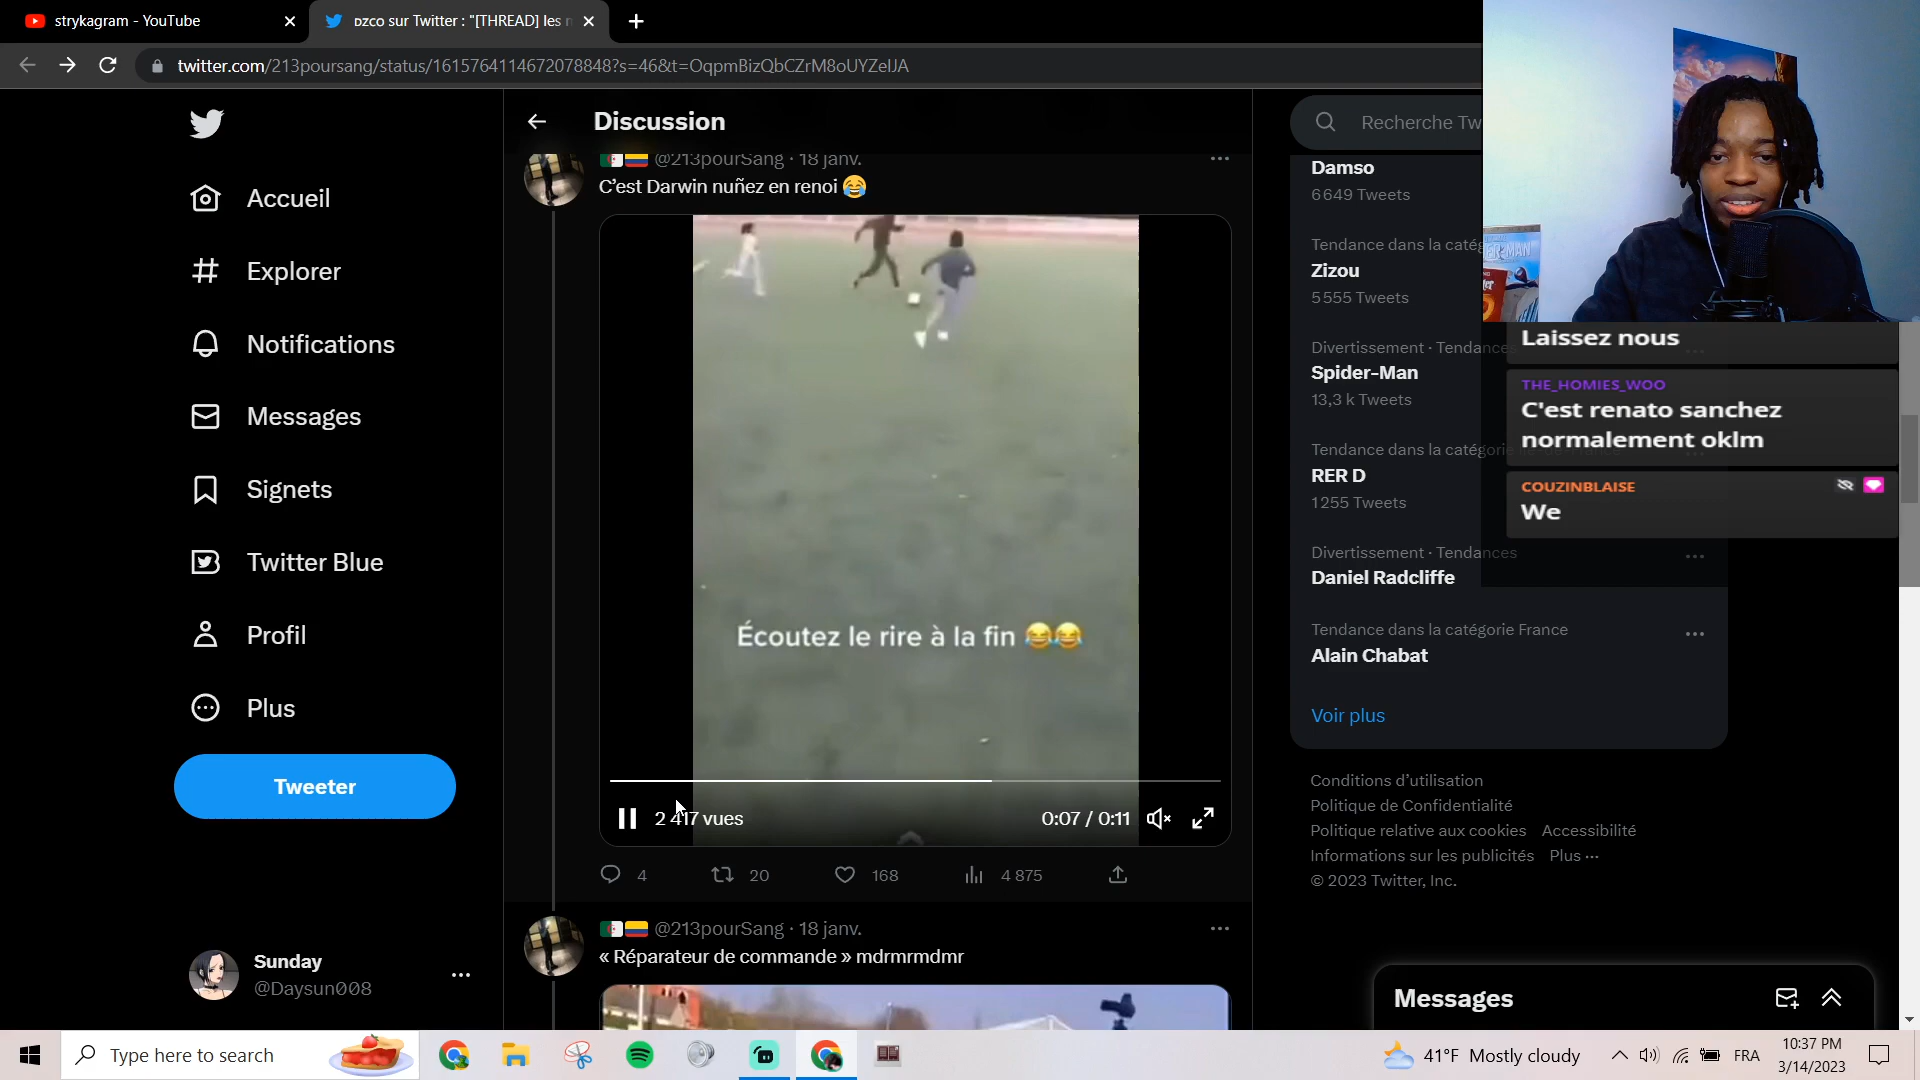 strykagram - YouTube
DZCO sur Twitter : "[THREAD] les
twitter.com/213poursang/status/1615764114672078848?s=46&t=OqpmBizQbCZrM8oUYZeIJA
Accueil
Explorer
Notifications
Messages
Signets
Twitter Blue
Profil
Plus
Tweeter
Sunday
@Daysun008
Discussion
@213pourSang · 18 janv.
C'est Darwin nuñez en renoi 😂
Écoutez le rire à la fin 😂😂
2 417 vues
0:07 / 0:11
4 20 168 4 875
@213pourSang · 18 janv.
« Réparateur de commande » mdrmrmdmr
Recherche Tw
Damso
6 649 Tweets
Tendance dans la catég
Zizou
5 555 Tweets
Divertissement · Tendances
Spider-Man
13,3 k Tweets
Tendance dans la catégorie Île-de-France
RER D
1 255 Tweets
Divertissement · Tendances
Daniel Radcliffe
Tendance dans la catégorie France
Alain Chabat
Voir plus
Conditions d'utilisation
Politique de Confidentialité
Politique relative aux cookies Accessibilité
Informations sur les publicités Plus ···
© 2023 Twitter, Inc.
Messages
Laissez nous
THE_HOMIES_WOO
C'est renato sanchez
normalement oklm
COUZINBLAISE
We
Type here to search
41°F Mostly cloudy
FRA
10:37 PM
3/14/2023